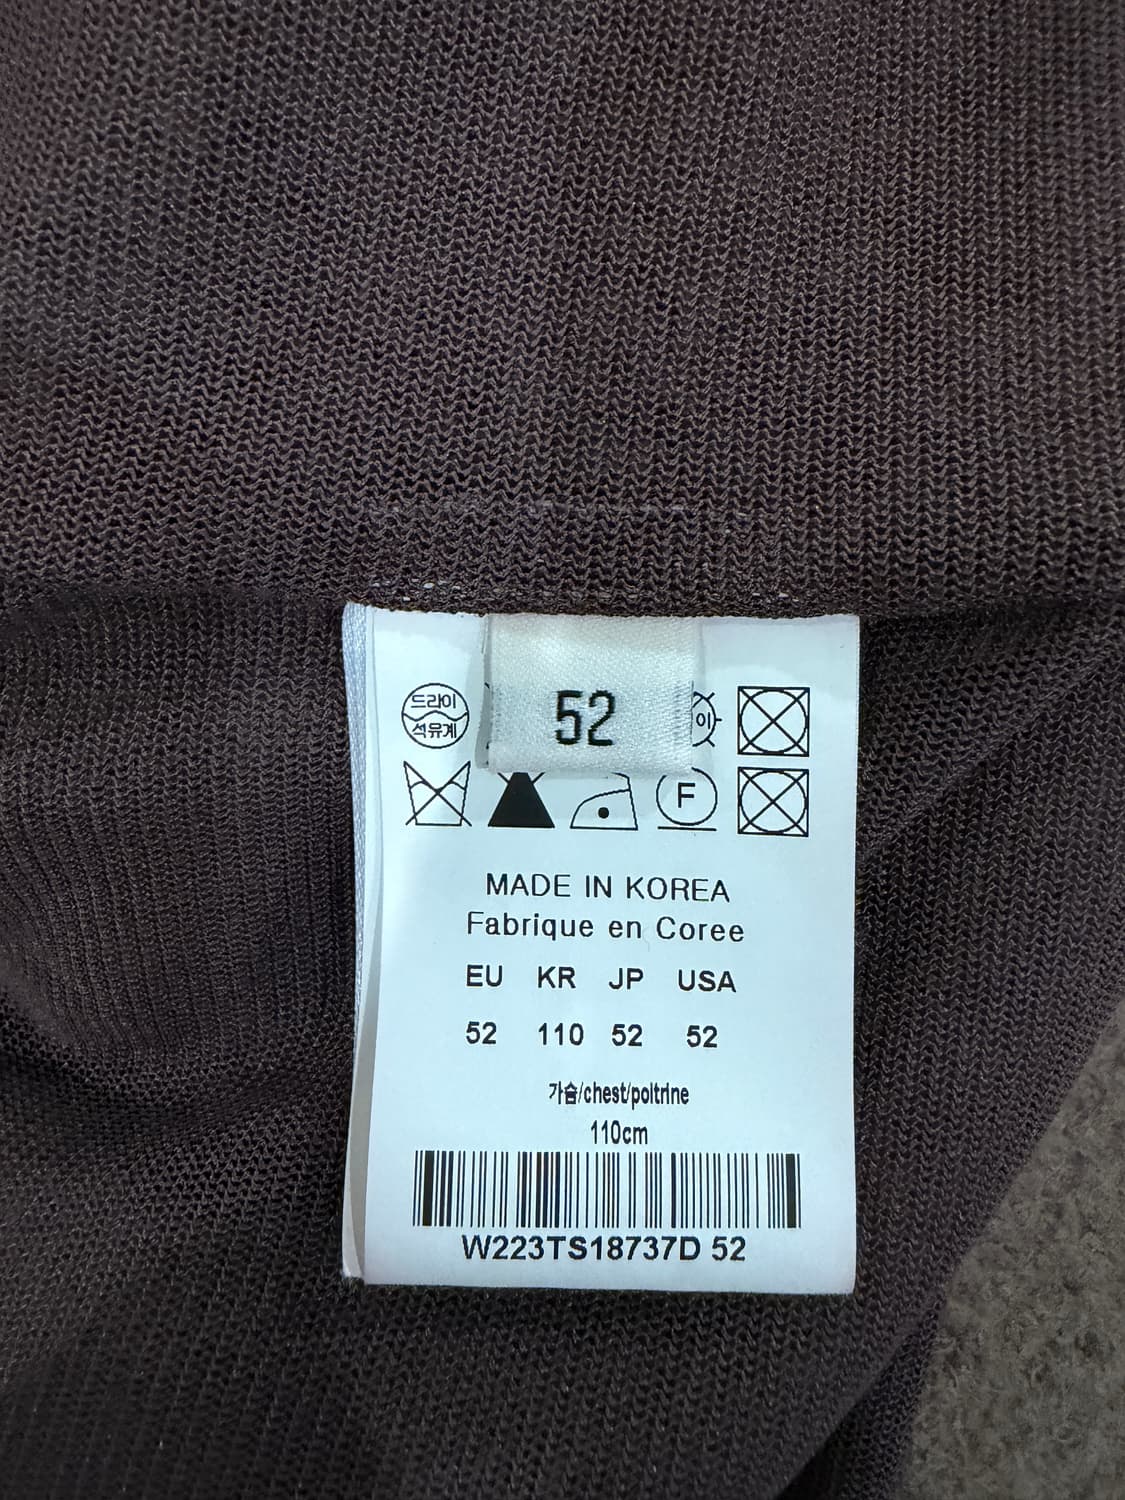 52
드라이
석유계
이
F
MADE IN KOREA
Fabrique en Coree
EU KR JP USA
52 110 52 52
가슴/chest/poltrine
110cm
W223TS18737D 52